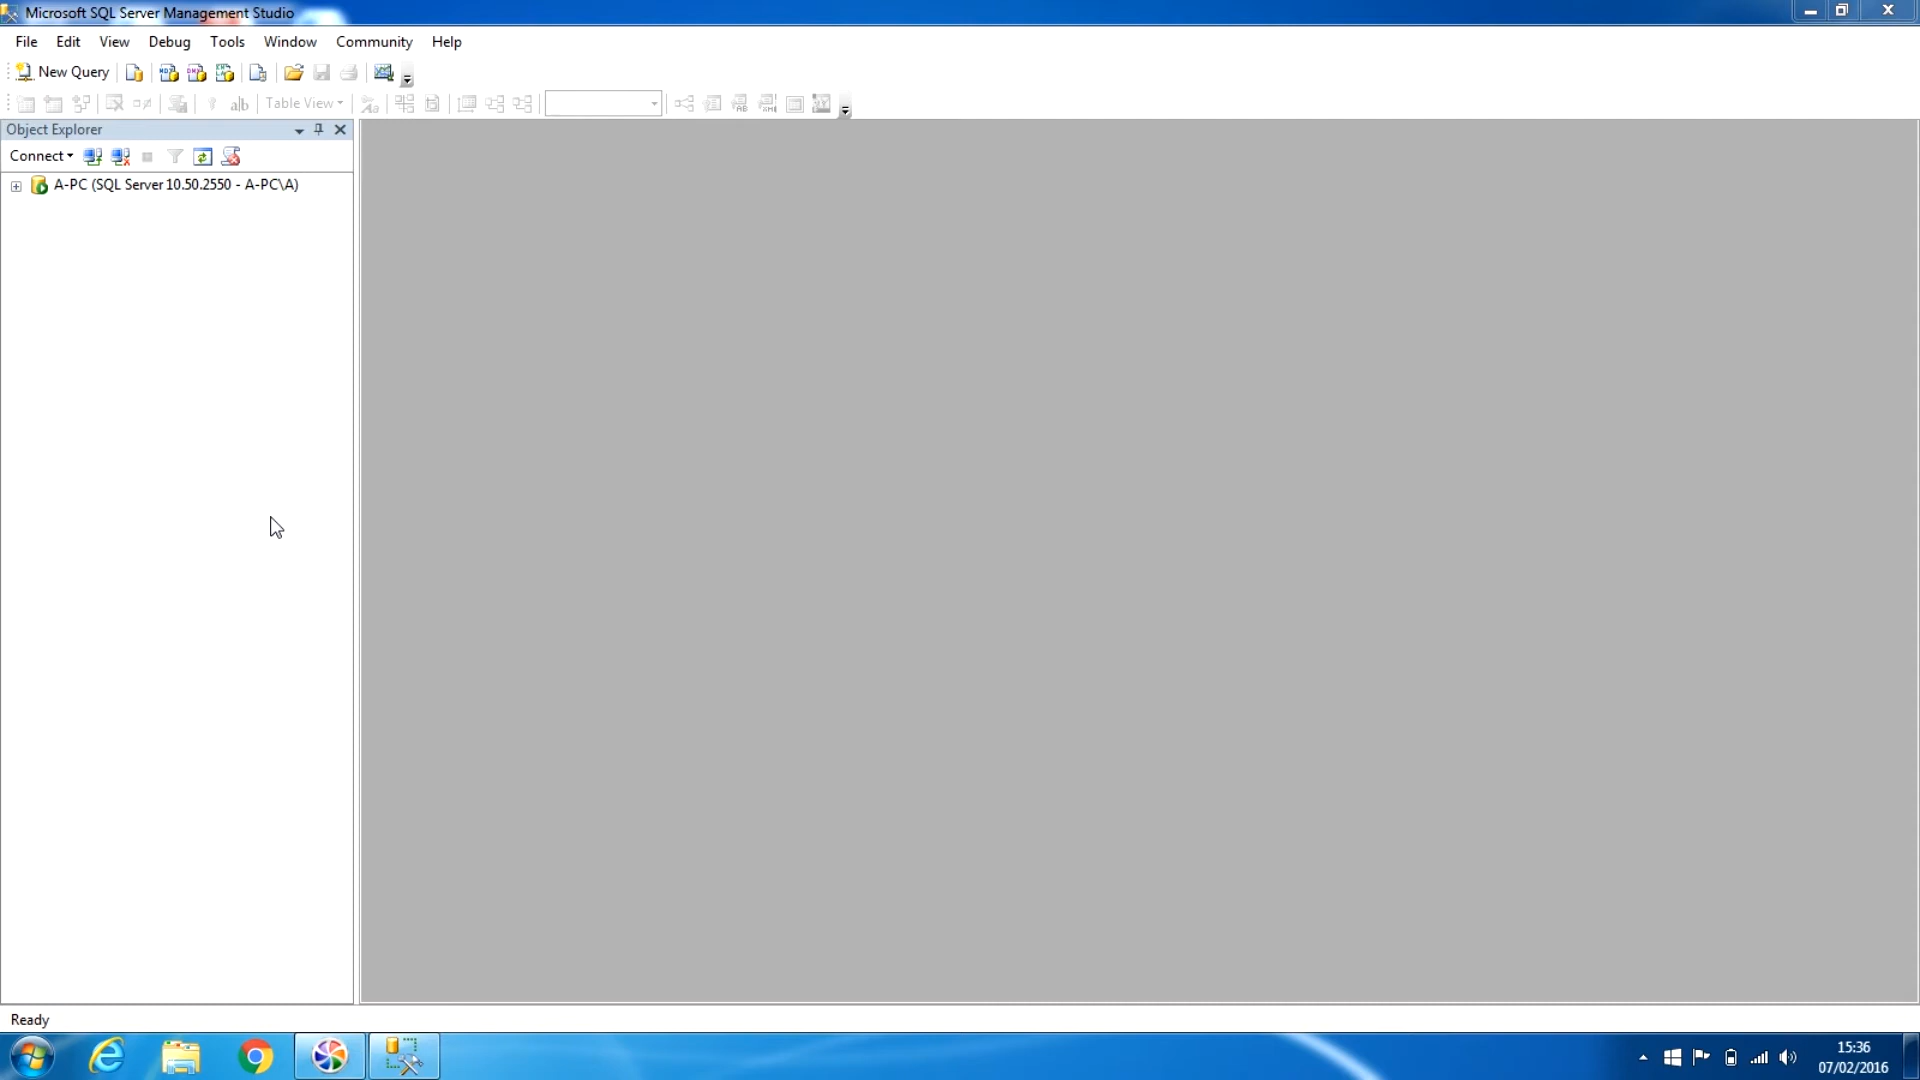 Microsoft SQL Server Management Studio
File Edit View Debug Tools Window Community Help
New Query
Table View
Object Explorer
Connect
A-PC (SQL Server 10.50.2550 - A-PC\A)
Ready
15:36
07/02/2016